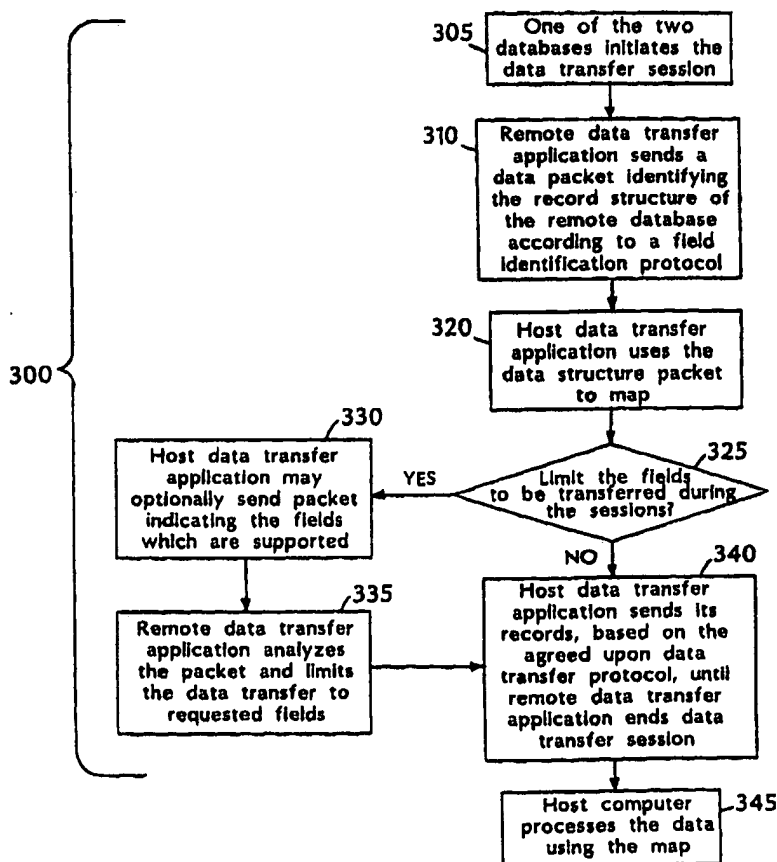 305
One of the two
databases initiates the
data transfer session
310
Remote data transfer
application sends a
data packet identifying
the record structure of
the remote database
according to a field
identification protocol
320
Host data transfer
application uses the
data structure packet
to map
300
325
Limit the fields
to be transferred during
the sessions?
YES
330
Host data transfer
application may
optionally send packet
indicating the fields
which are supported
335
Remote data transfer
application analyzes
the packet and limits
the data transfer to
requested fields
NO
340
Host data transfer
application sends its
records, based on the
agreed upon data
transfer protocol, until
remote data transfer
application ends data
transfer session
Host computer
processes the data
using the map
345